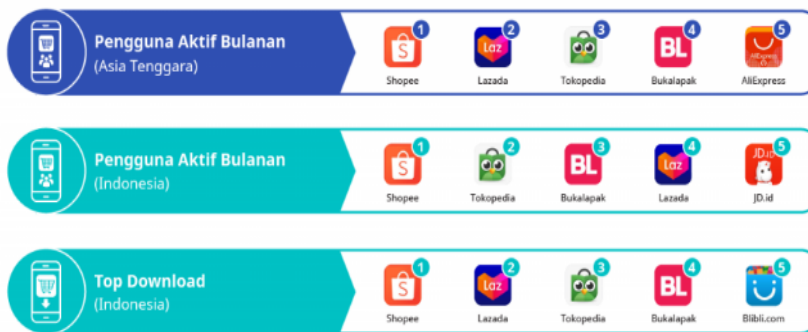 Pengguna Aktif Bulanan
(Asia Tenggara)
1 2 3 4 5
S Laz BL AliExpress
Shopee Lazada Tokopedia Bukalapak AliExpress
Pengguna Aktif Bulanan
(Indonesia)
1 2 3 4 5
S BL Laz JD.ID
Shopee Tokopedia Bukalapak Lazada JD.id
Top Download
(Indonesia)
1 2 3 4 5
S Laz BL
Shopee Lazada Tokopedia Bukalapak Blibli.com